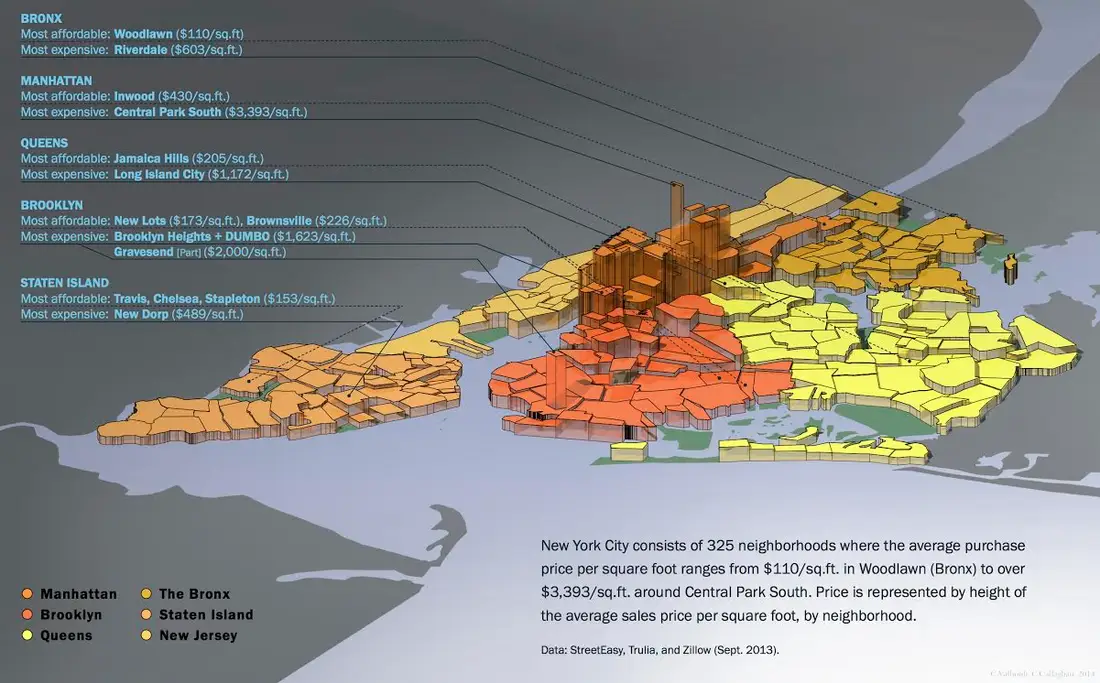 BRONX
Most affordable: Woodlawn ($110/sq.ft)
Most expensive: Riverdale ($603/sq.ft.)
MANHATTAN
Most affordable: Inwood ($430/sq.ft.)
Most expensive: Central Park South ($3,393/sq.ft.)
QUEENS
Most affordable: Jamaica Hills ($205/sq.ft.)
Most expensive: Long Island City ($1,172/sq.ft.)
BROOKLYN
Most affordable: New Lots ($173/sq.ft.), Brownsville ($226/sq.ft.)
Most expensive: Brooklyn Heights + DUMBO ($1,623/sq.ft.)
Gravesend [Part] ($2,000/sq.ft.)
STATEN ISLAND
Most affordable: Travis, Chelsea, Stapleton ($153/sq.ft.)
Most expensive: New Dorp ($489/sq.ft.)
Manhattan
Brooklyn
Queens
The Bronx
Staten Island
New Jersey
New York City consists of 325 neighborhoods where the average purchase
price per square foot ranges from $110/sq.ft. in Woodlawn (Bronx) to over
$3,393/sq.ft. around Central Park South. Price is represented by height of
the average sales price per square foot, by neighborhood.
Data: StreetEasy, Trulia, and Zillow (Sept. 2013).